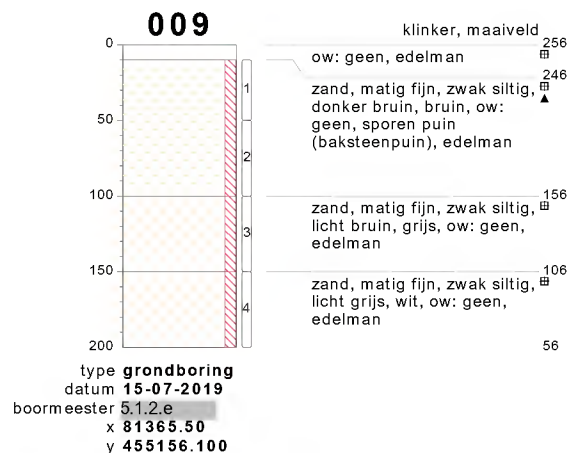 009
klinker, maaiveld
0
256
ow: geen, edelman
246
zand, matig fijn, zwak siltig,
donker bruin, bruin, ow:
geen, sporen puin
(baksteenpuin), edelman
1
50
2
100
156
zand, matig fijn, zwak siltig,
licht bruin, grijs, ow: geen,
edelman
3
150
106
zand, matig fijn, zwak siltig,
licht grijs, wit, ow: geen,
edelman
4
200
56
type grondboring
datum 15-07-2019
boormeester 5.1.2.e
x 81365.50
y 455156.100